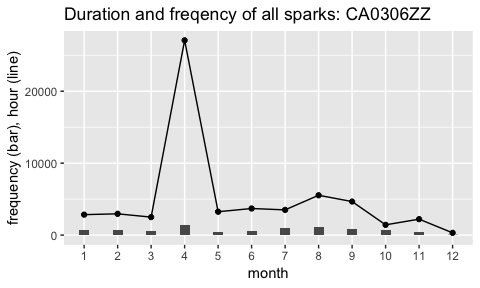 Duration and freqency of all sparks: CA0306ZZ
frequency (bar), hour (line)
20000
10000
0
1 2 3 4 5 6 7 8 9 10 11 12
month